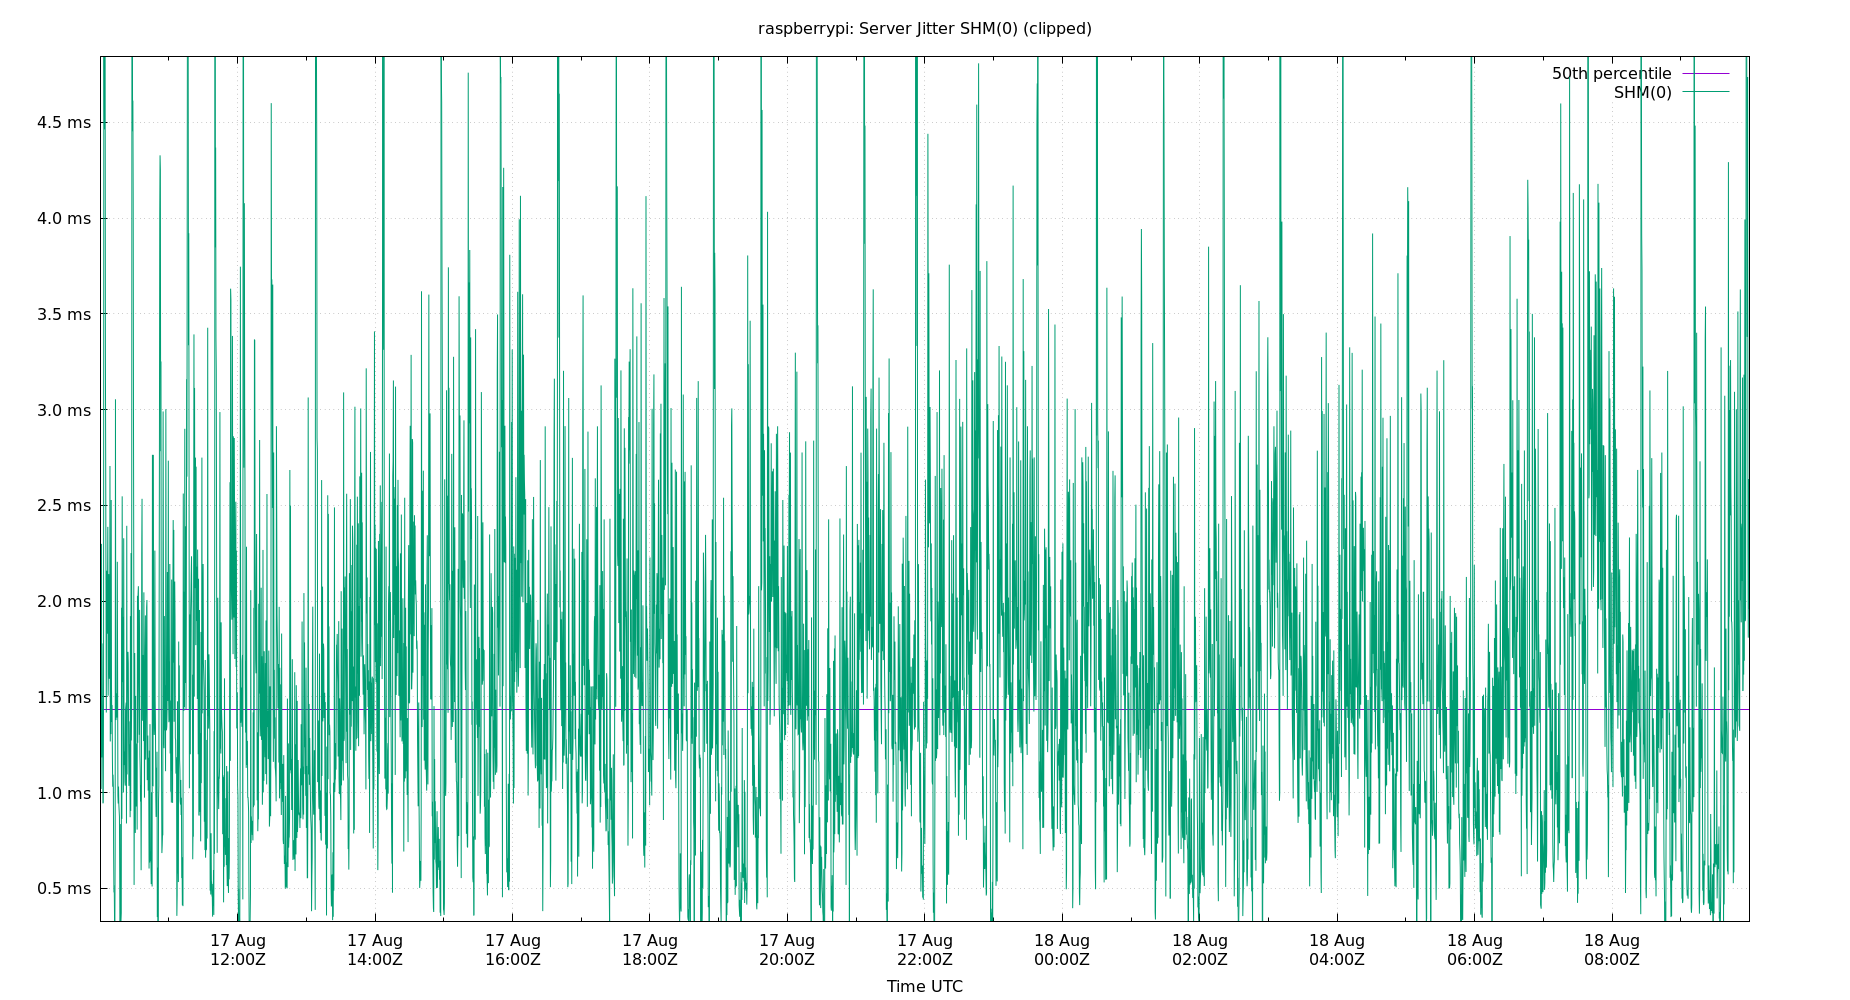 raspberrypi: Server Jitter SHM(0) (clipped)
50th percentile
SHM(0)
4.5 ms
4.0 ms
3.5 ms
3.0 ms
2.5 ms
2.0 ms
1.5 ms
1.0 ms
0.5 ms
17 Aug 17 Aug 17 Aug 17 Aug 17 Aug 17 Aug 18 Aug 18 Aug 18 Aug 18 Aug 18 Aug
12:00Z 14:00Z 16:00Z 18:00Z 20:00Z 22:00Z 00:00Z 02:00Z 04:00Z 06:00Z 08:00Z
Time UTC